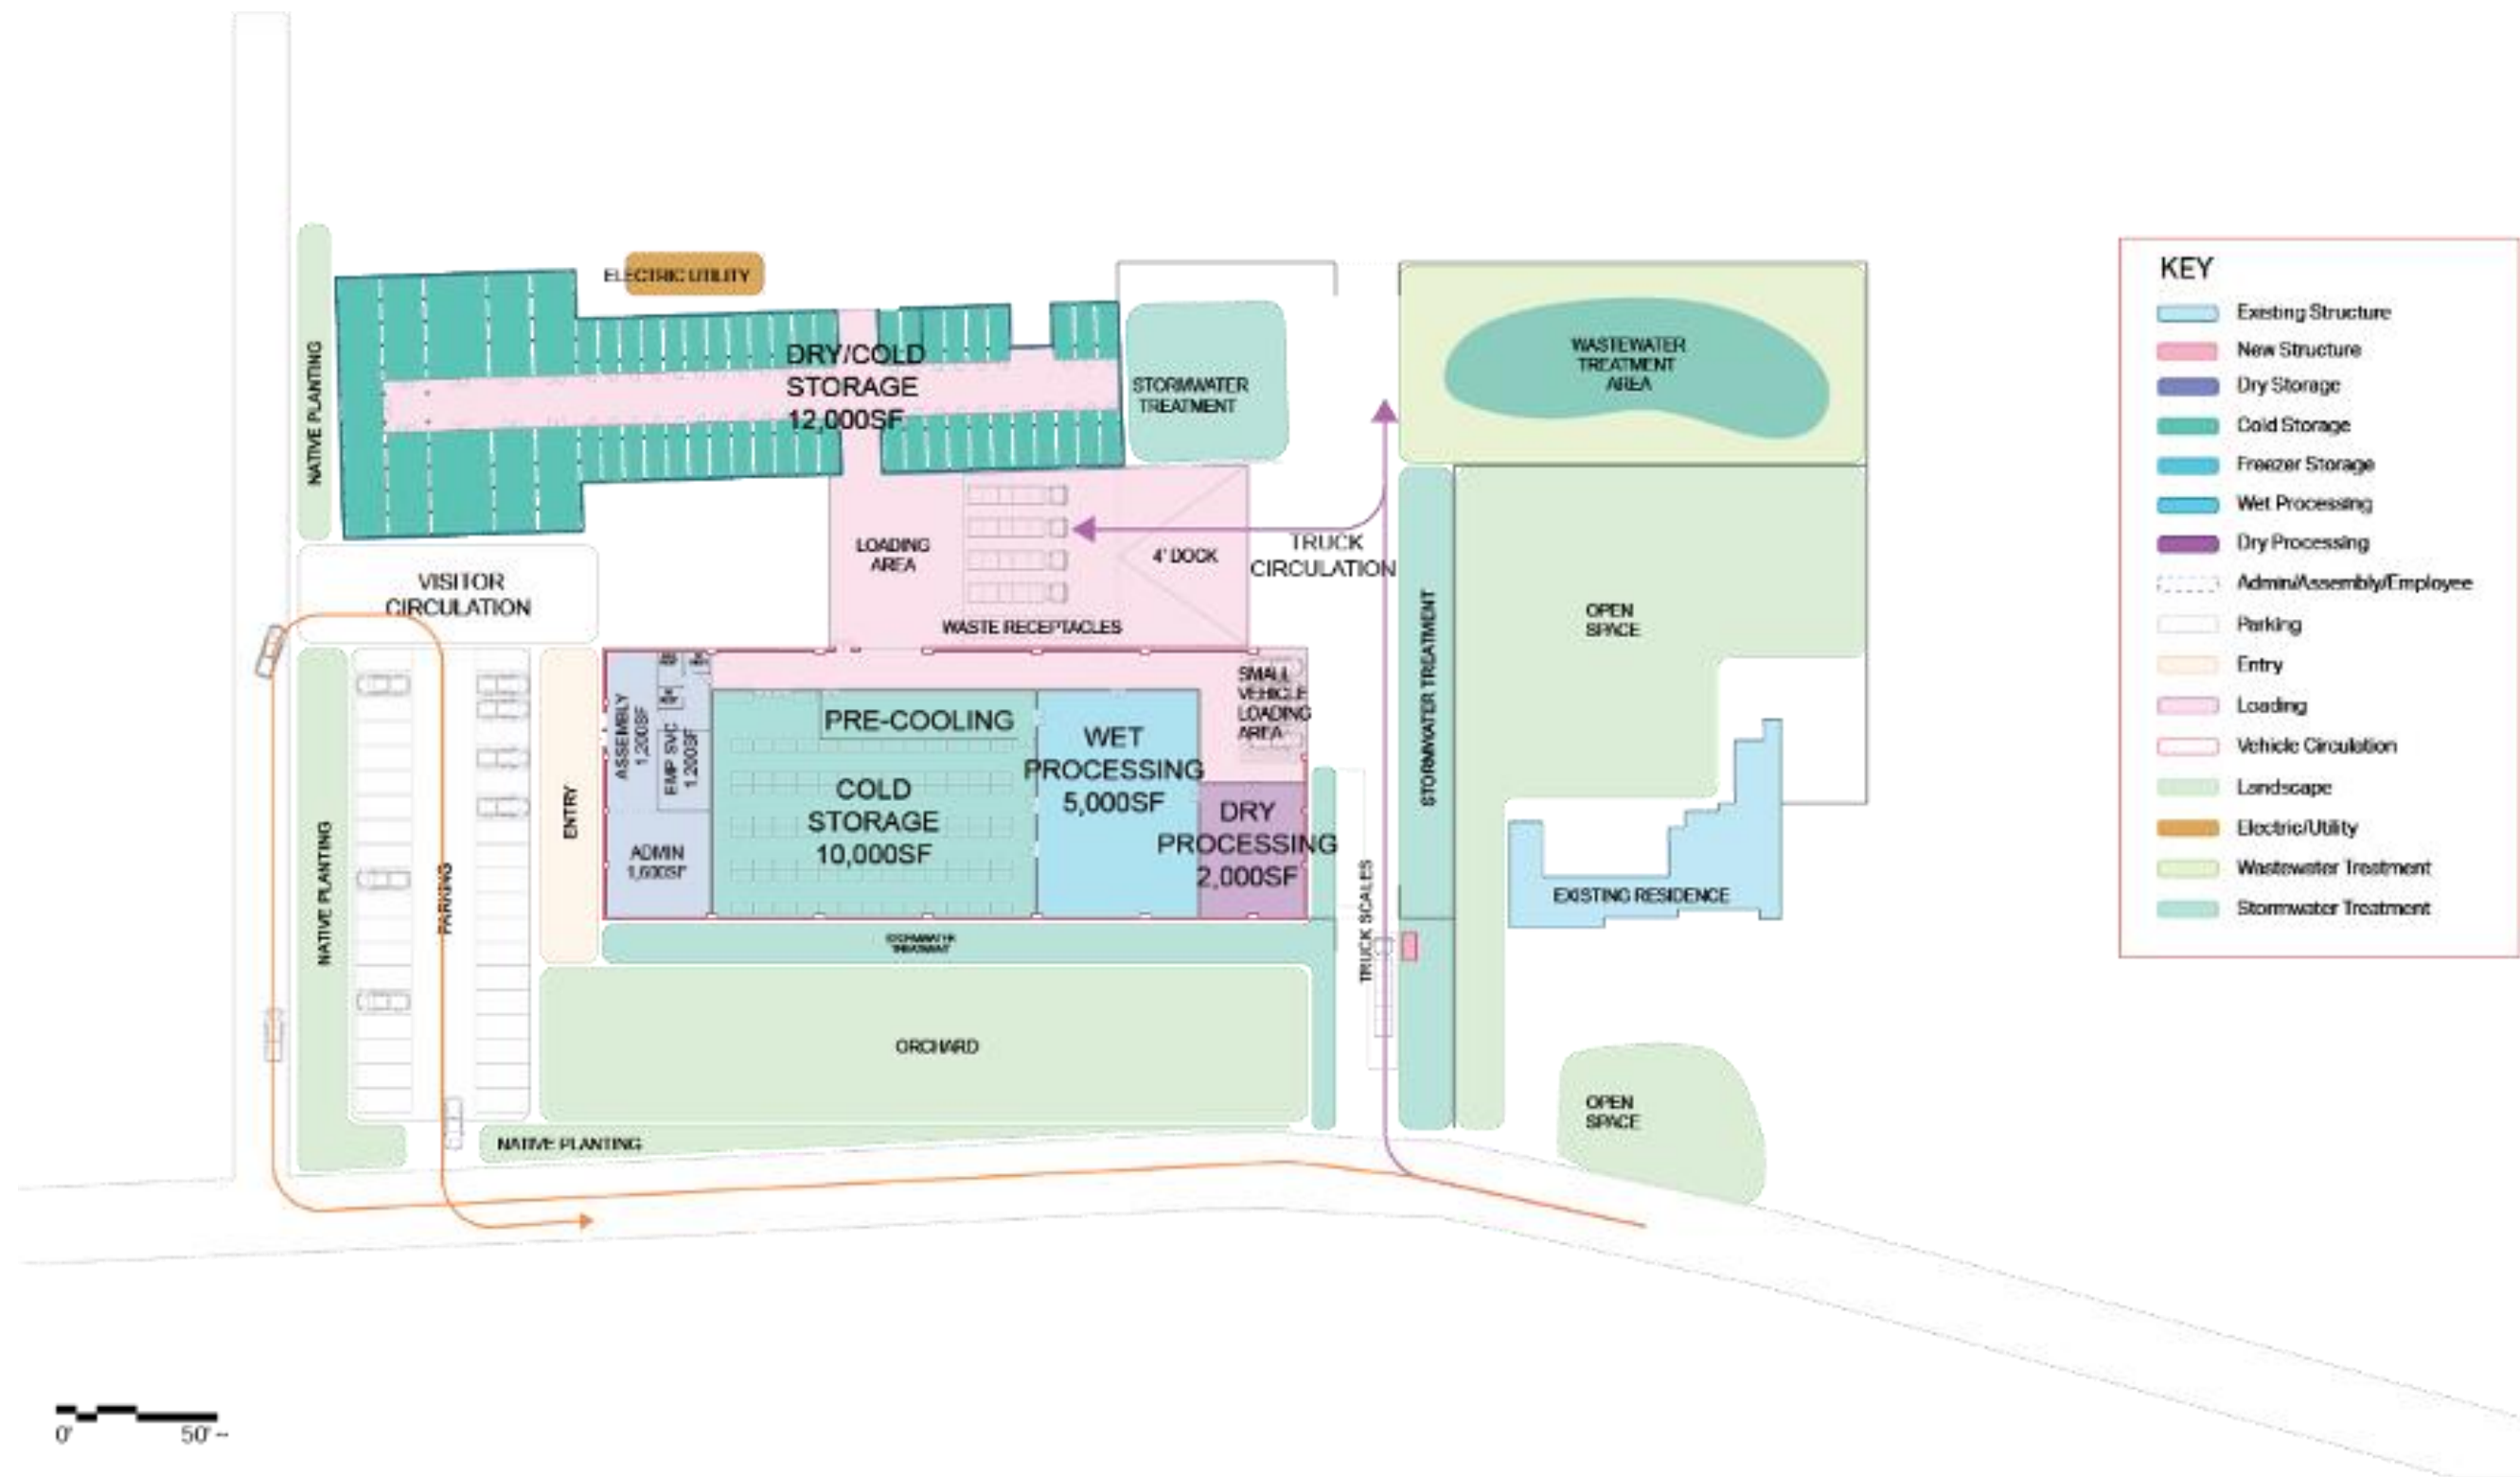 ELECTRIC UTILITY
NATIVE PLANTING
DRY/COLD
STORAGE
12,000SF
STORMWATER
TREATMENT
WASTEWATER
TREATMENT
AREA
VISITOR
CIRCULATION
LOADING
AREA
4' DOCK
TRUCK
CIRCULATION
WASTE RECEPTACLES
OPEN
SPACE
STORMWATER TREATMENT
ASSEMBLY
1,200SF
EMP SVC
1,200SF
PRE-COOLING
SMALL
VEHICLE
LOADING
AREA
WET
PROCESSING
5,000SF
COLD
STORAGE
10,000SF
DRY
PROCESSING
2,000SF
ADMIN
1,600SF
ENTRY
NATIVE PLANTING
PARKING
TRUCK SCALES
EXISTING RESIDENCE
STORMWATER
TREATMENT
ORCHARD
OPEN
SPACE
NATIVE PLANTING
0'
50'
KEY
Existing Structure
New Structure
Dry Storage
Cold Storage
Freezer Storage
Wet Processing
Dry Processing
Admin/Assembly/Employee
Parking
Entry
Loading
Vehicle Circulation
Landscape
Electric/Utility
Wastewater Treatment
Stormwater Treatment